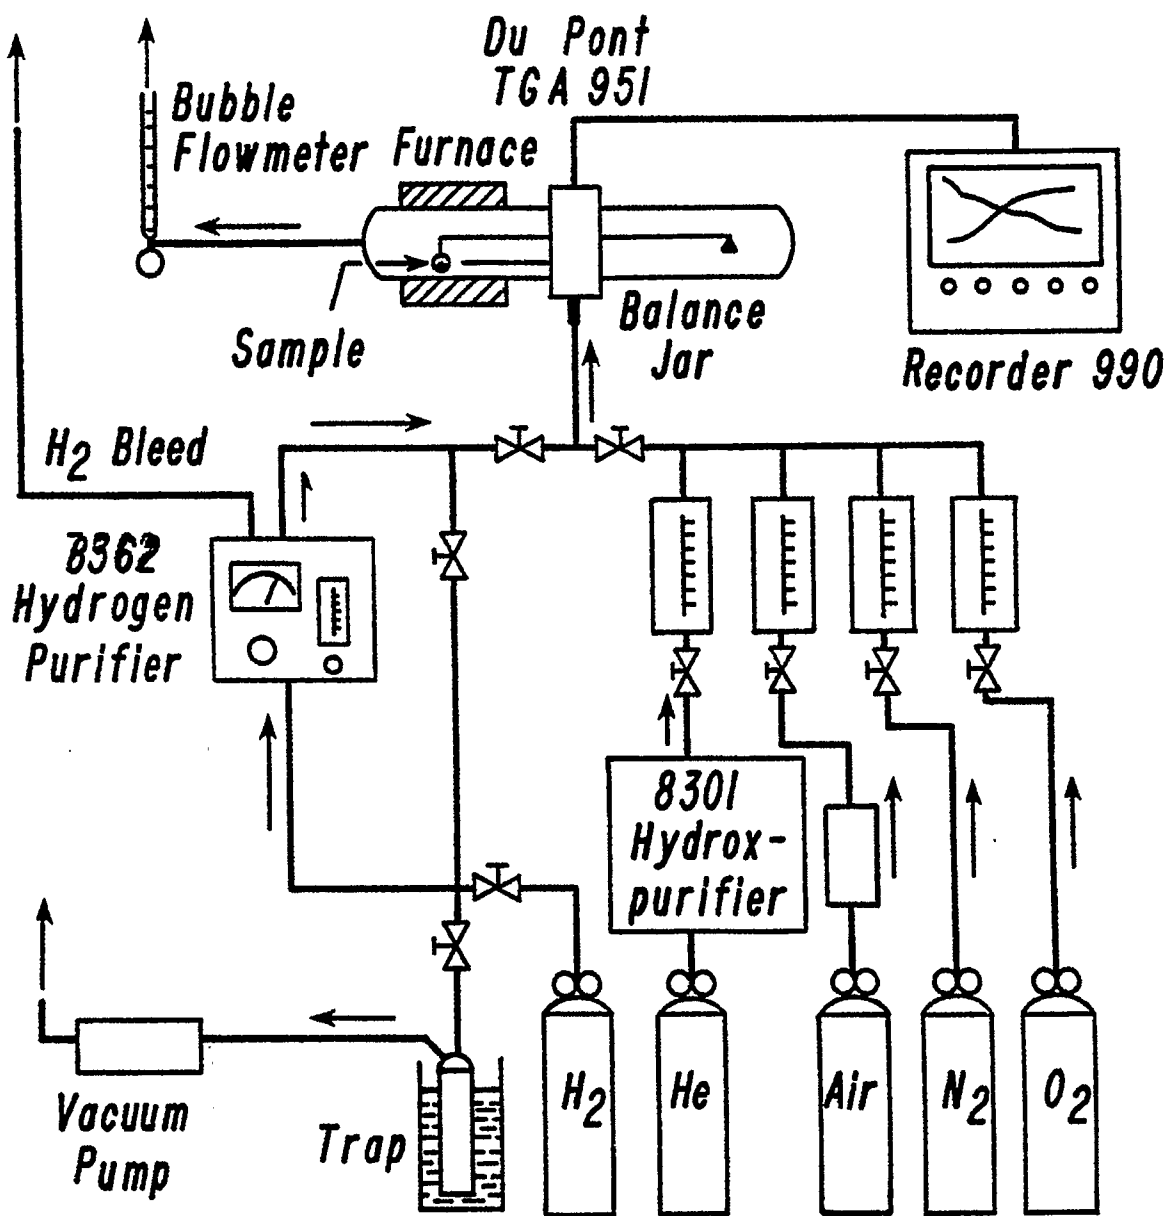 Du Pont
TGA 951
Bubble
Flowmeter
Furnace
Sample
Balance
Jar
Recorder 990
H2 Bleed
8362
Hydrogen
Purifier
8301
Hydrox-
purifier
Vacuum
Pump
Trap
H2
He
Air
N2
O2